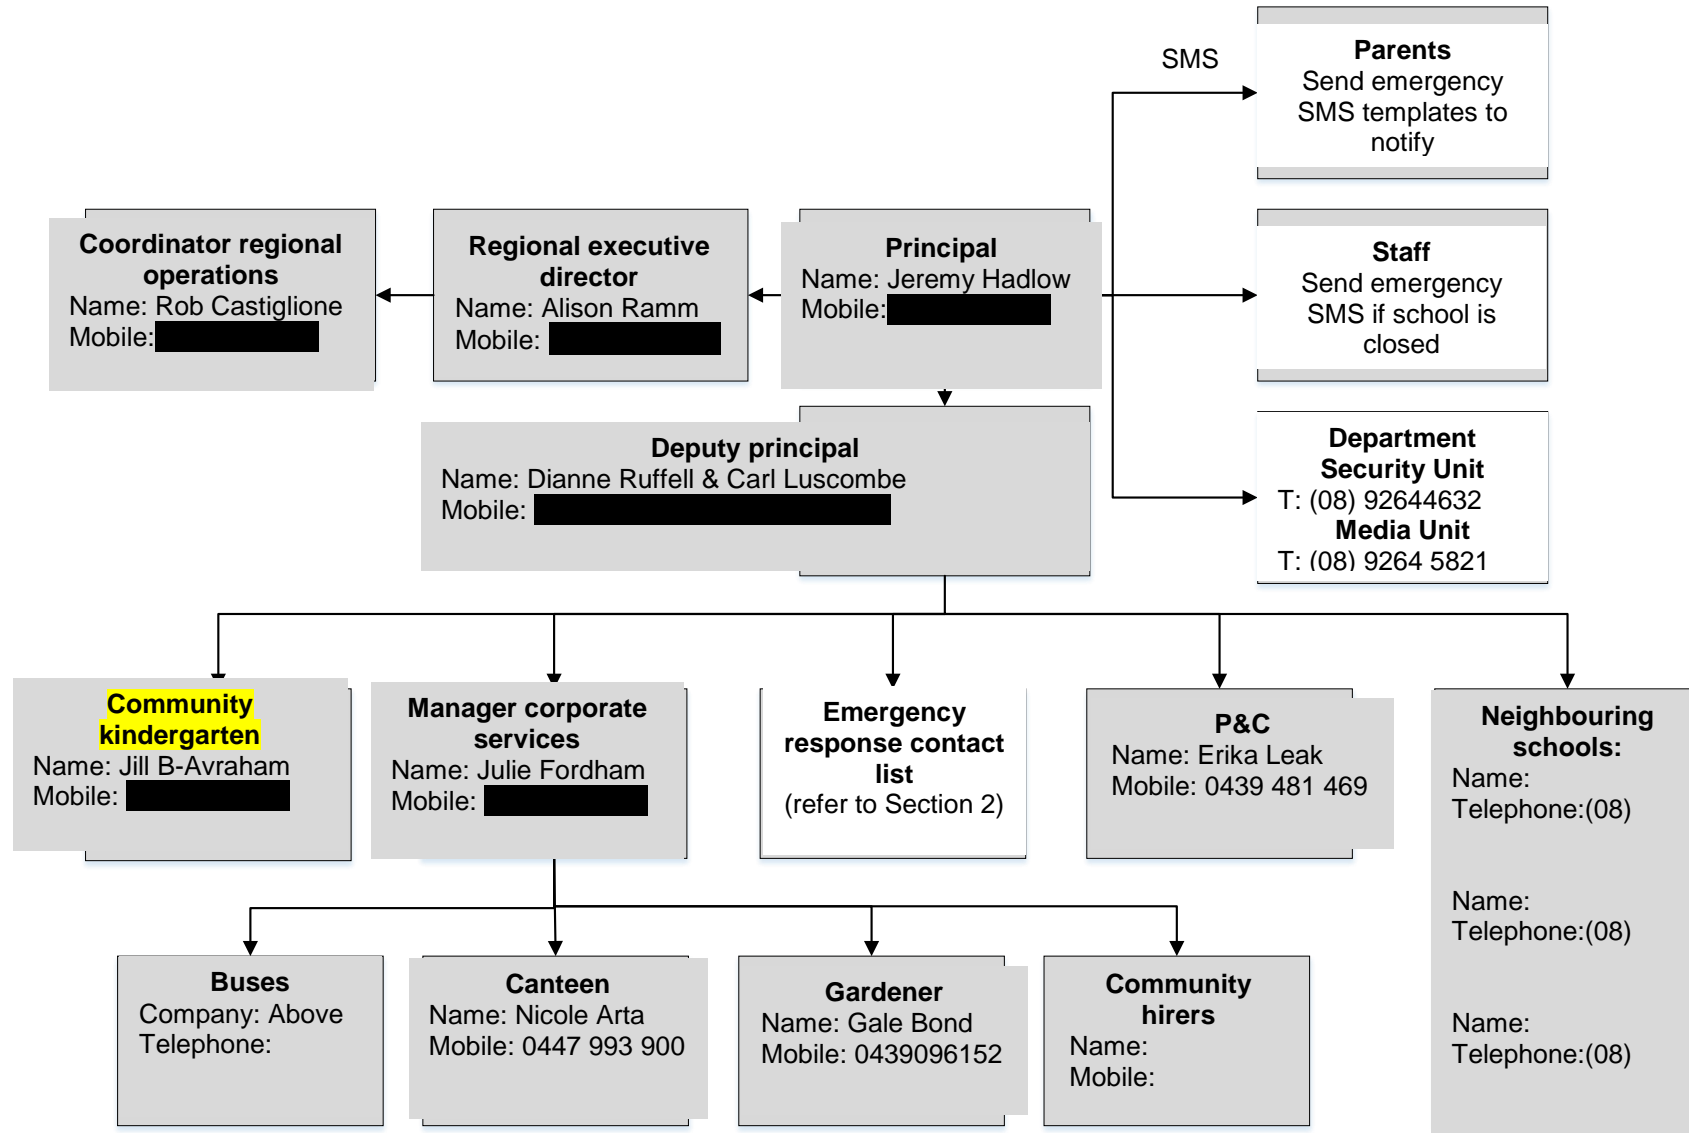 SMS
Parents
Send emergency
SMS templates to
notify
Coordinator regional
operations
Name: Rob Castiglione
Mobile:
Regional executive
director
Name: Alison Ramm
Mobile:
Principal
Name: Jeremy Hadlow
Mobile:
Staff
Send emergency
SMS if school is
closed
Deputy principal
Name: Dianne Ruffell & Carl Luscombe
Mobile:
Department
Security Unit
T: (08) 92644632
Media Unit
T: (08) 9264 5821
Community
kindergarten
Name: Jill B-Avraham
Mobile:
Manager corporate
services
Name: Julie Fordham
Mobile:
Emergency
response contact
list
(refer to Section 2)
P&C
Name: Erika Leak
Mobile: 0439 481 469
Neighbouring
schools:
Name:
Telephone:(08)
Name:
Telephone:(08)
Name:
Telephone:(08)
Buses
Company: Above
Telephone:
Canteen
Name: Nicole Arta
Mobile: 0447 993 900
Gardener
Name: Gale Bond
Mobile: 0439096152
Community
hirers
Name:
Mobile: